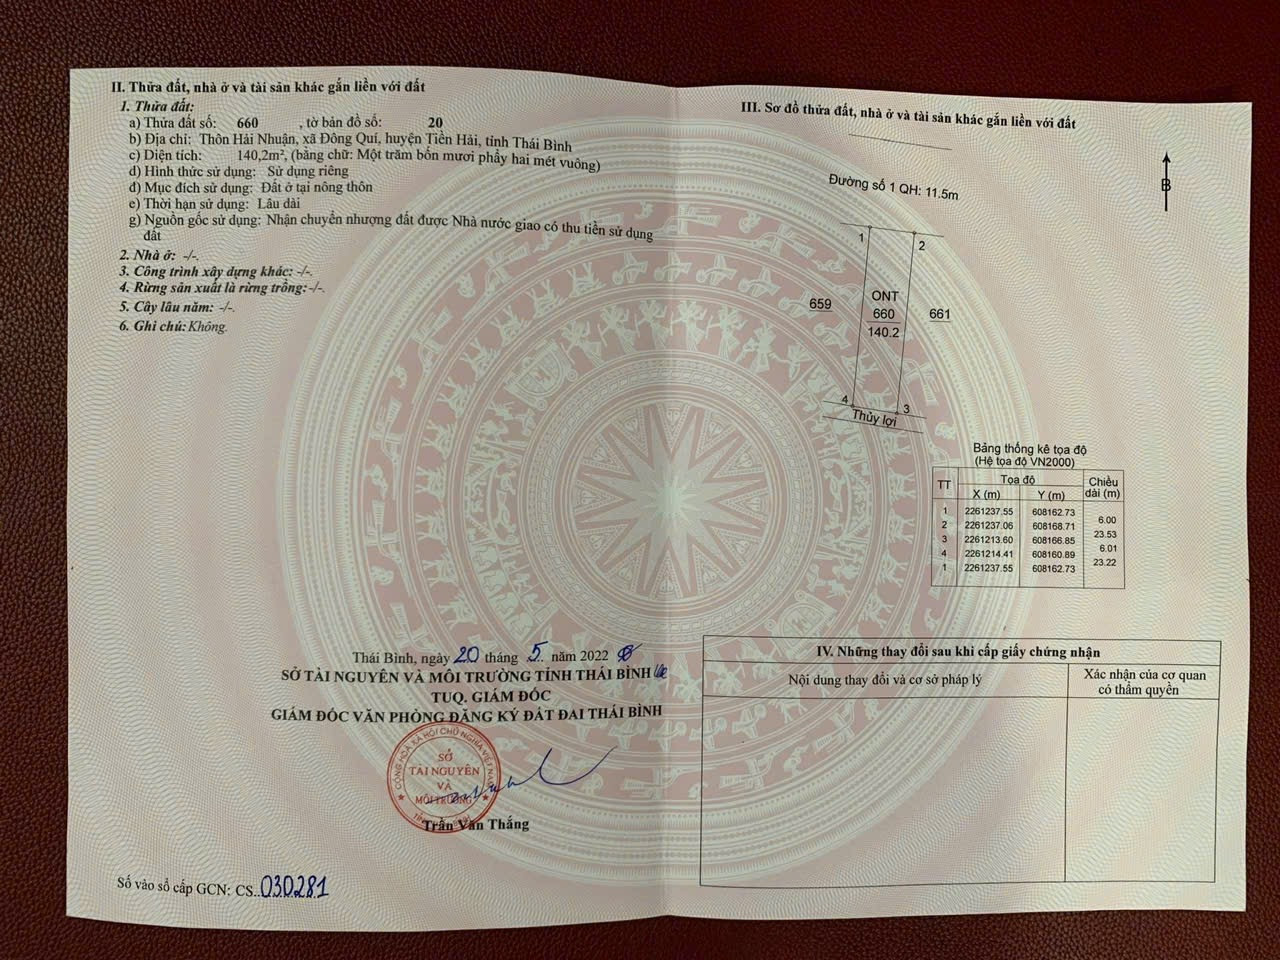 II. Thửa đất, nhà ở và tài sản khác gắn liền với đất
1. Thửa đất:
a) Thửa đất số: 660 , tờ bản đồ số: 20
b) Địa chỉ: Thôn Hải Nhuận, xã Đông Quí, huyện Tiền Hải, tỉnh Thái Bình
c) Diện tích: 140,2m², (bằng chữ: Một trăm bốn mươi phẩy hai mét vuông)
d) Hình thức sử dụng: Sử dụng riêng
đ) Mục đích sử dụng: Đất ở tại nông thôn
e) Thời hạn sử dụng: Lâu dài
g) Nguồn gốc sử dụng: Nhận chuyển nhượng đất được Nhà nước giao có thu tiền sử dụng
đất
2. Nhà ở: -/-.
3. Công trình xây dựng khác: -/-.
4. Rừng sản xuất là rừng trồng: -/-.
5. Cây lâu năm: -/-.
6. Ghi chú: Không.
Thái Bình, ngày 20 tháng 5 năm 2022
SỞ TÀI NGUYÊN VÀ MÔI TRƯỜNG TỈNH THÁI BÌNH
TUQ. GIÁM ĐỐC
GIÁM ĐỐC VĂN PHÒNG ĐĂNG KÝ ĐẤT ĐAI THÁI BÌNH
CỘNG HOÀ XÃ HỘI CHỦ NGHĨA VIỆT NAM
SỞ
TÀI NGUYÊN
VÀ
MÔI TRƯỜNG
Trần Văn Thắng
Số vào sổ cấp GCN: CS..030281
III. Sơ đồ thửa đất, nhà ở và tài sản khác gắn liền với đất
B
Đường số 1 QH: 11.5m
1
2
659
ONT
660
140.2
661
4
3
Thủy lợi
Bảng thống kê tọa độ
(Hệ tọa độ VN2000)
TT Tọa độ Chiều dài (m)
X (m) Y (m)
1 2261237.55 608162.73
6.00
2 2261237.06 608168.71
23.53
3 2261213.60 608166.85
6.01
4 2261214.41 608160.89
23.22
1 2261237.55 608162.73
IV. Những thay đổi sau khi cấp giấy chứng nhận
Nội dung thay đổi và cơ sở pháp lý
Xác nhận của cơ quan
có thẩm quyền